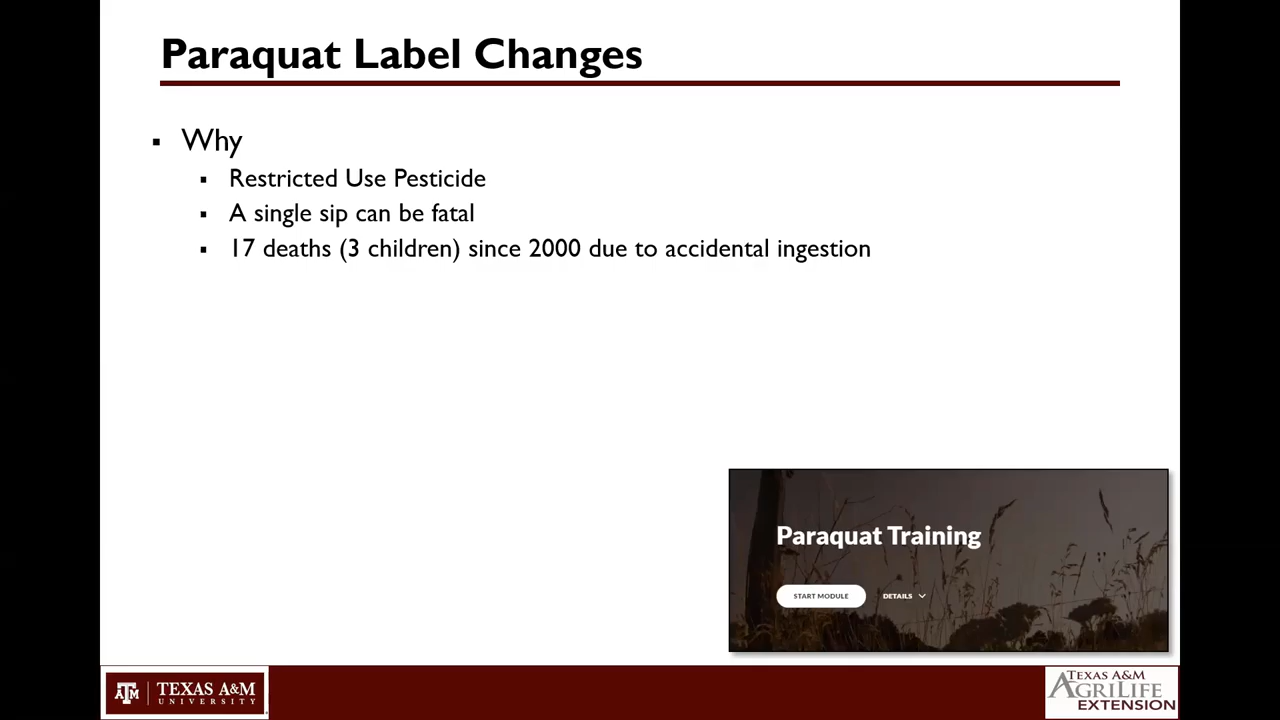 Paraquat Label Changes
Why
Restricted Use Pesticide
A single sip can be fatal
17 deaths (3 children) since 2000 due to accidental ingestion
Paraquat Training
START MODULE
DETAILS
ATM
TEXAS A&M
UNIVERSITY
TEXAS A&M
AGRILIFE
EXTENSION